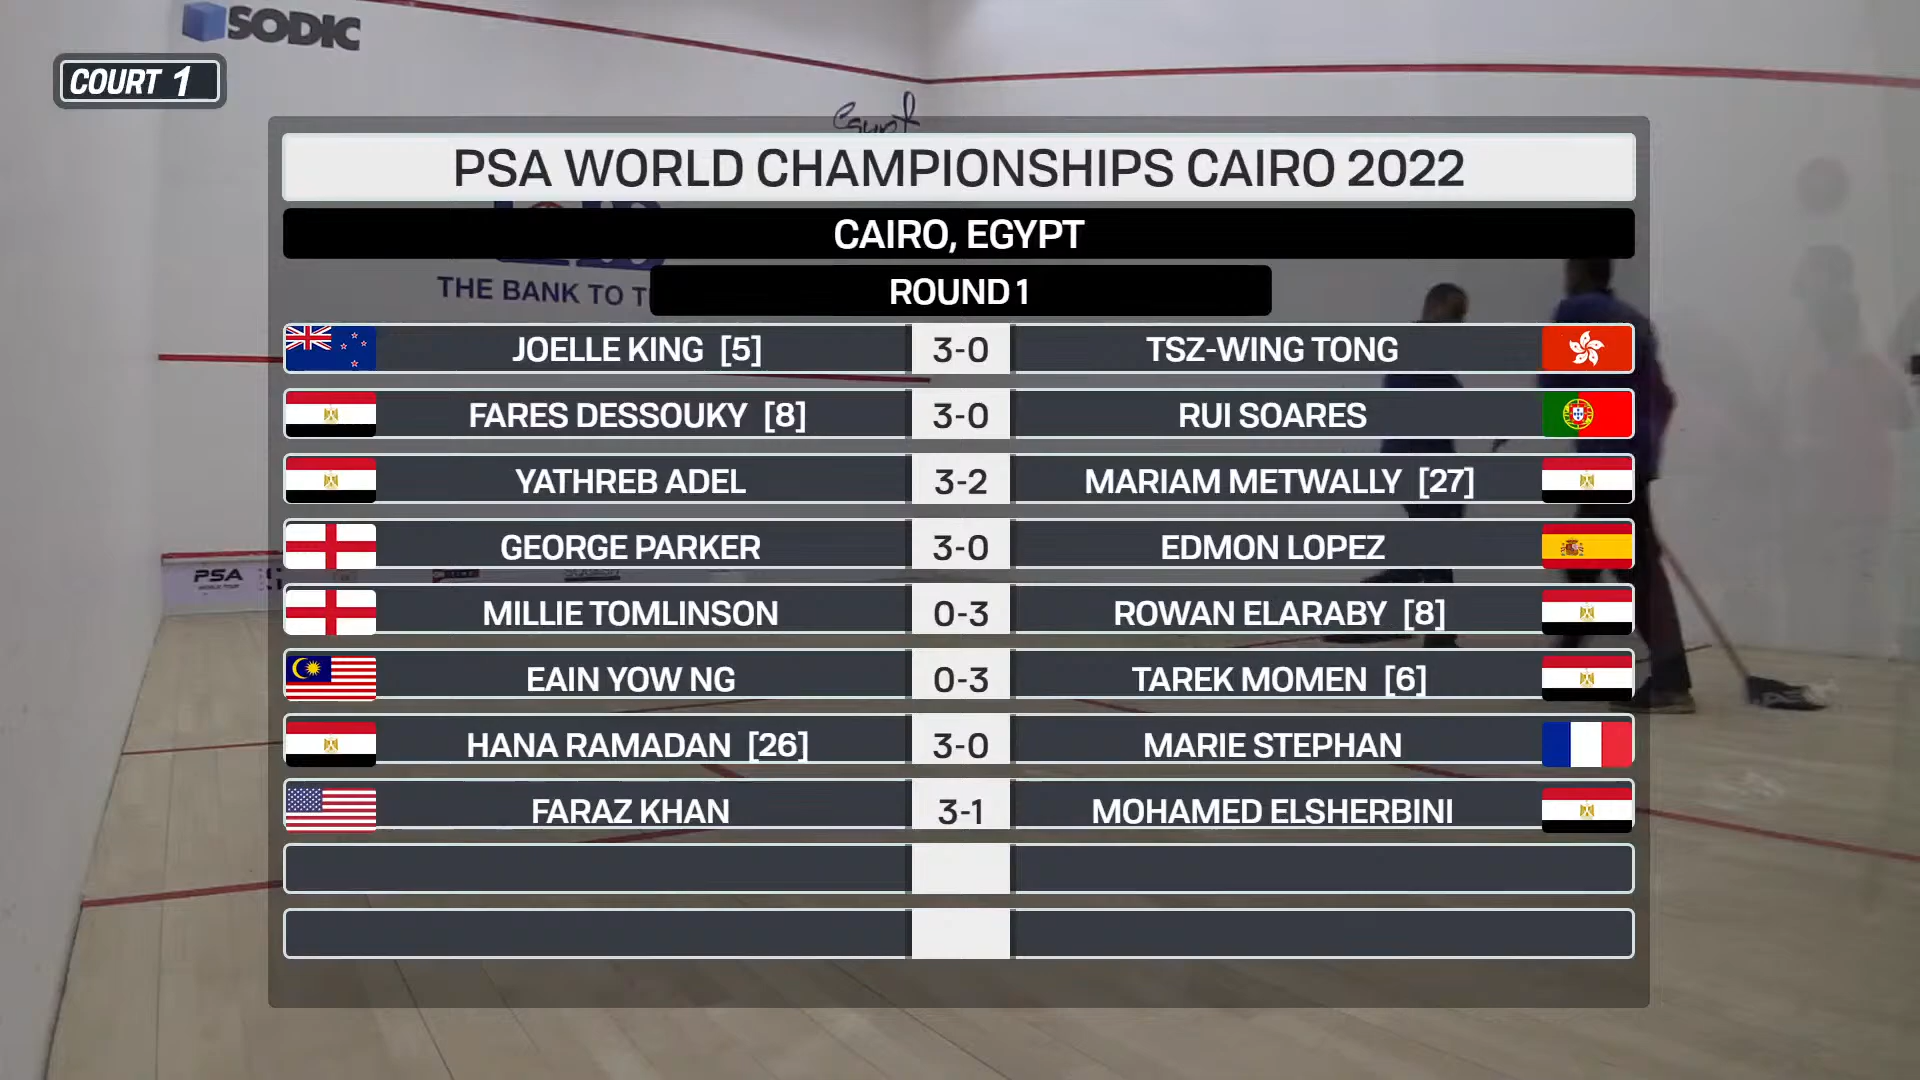 SODIC
COURT 1
Egypt
PSA WORLD CHAMPIONSHIPS CAIRO 2022
CAIRO, EGYPT
THE BANK TO
ROUND 1
JOELLE KING [5] 3-0 TSZ-WING TONG
FARES DESSOUKY [8] 3-0 RUI SOARES
YATHREB ADEL 3-2 MARIAM METWALLY [27]
GEORGE PARKER 3-0 EDMON LOPEZ
PSA
MILLIE TOMLINSON 0-3 ROWAN ELARABY [8]
EAIN YOW NG 0-3 TAREK MOMEN [6]
HANA RAMADAN [26] 3-0 MARIE STEPHAN
FARAZ KHAN 3-1 MOHAMED ELSHERBINI